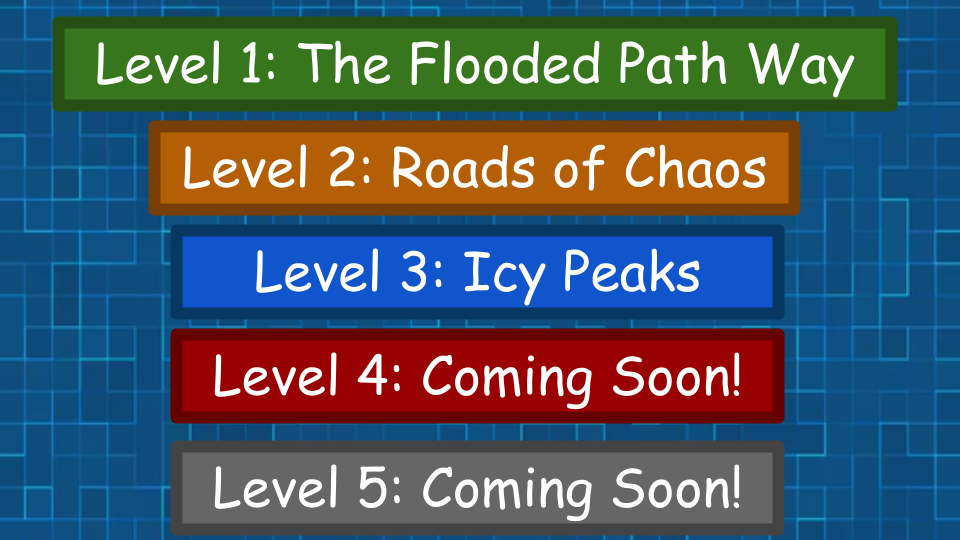 Level 1: The Flooded Path Way
Level 2: Roads of Chaos
Level 3: Icy Peaks
Level 4: Coming Soon!
Level 5: Coming Soon!